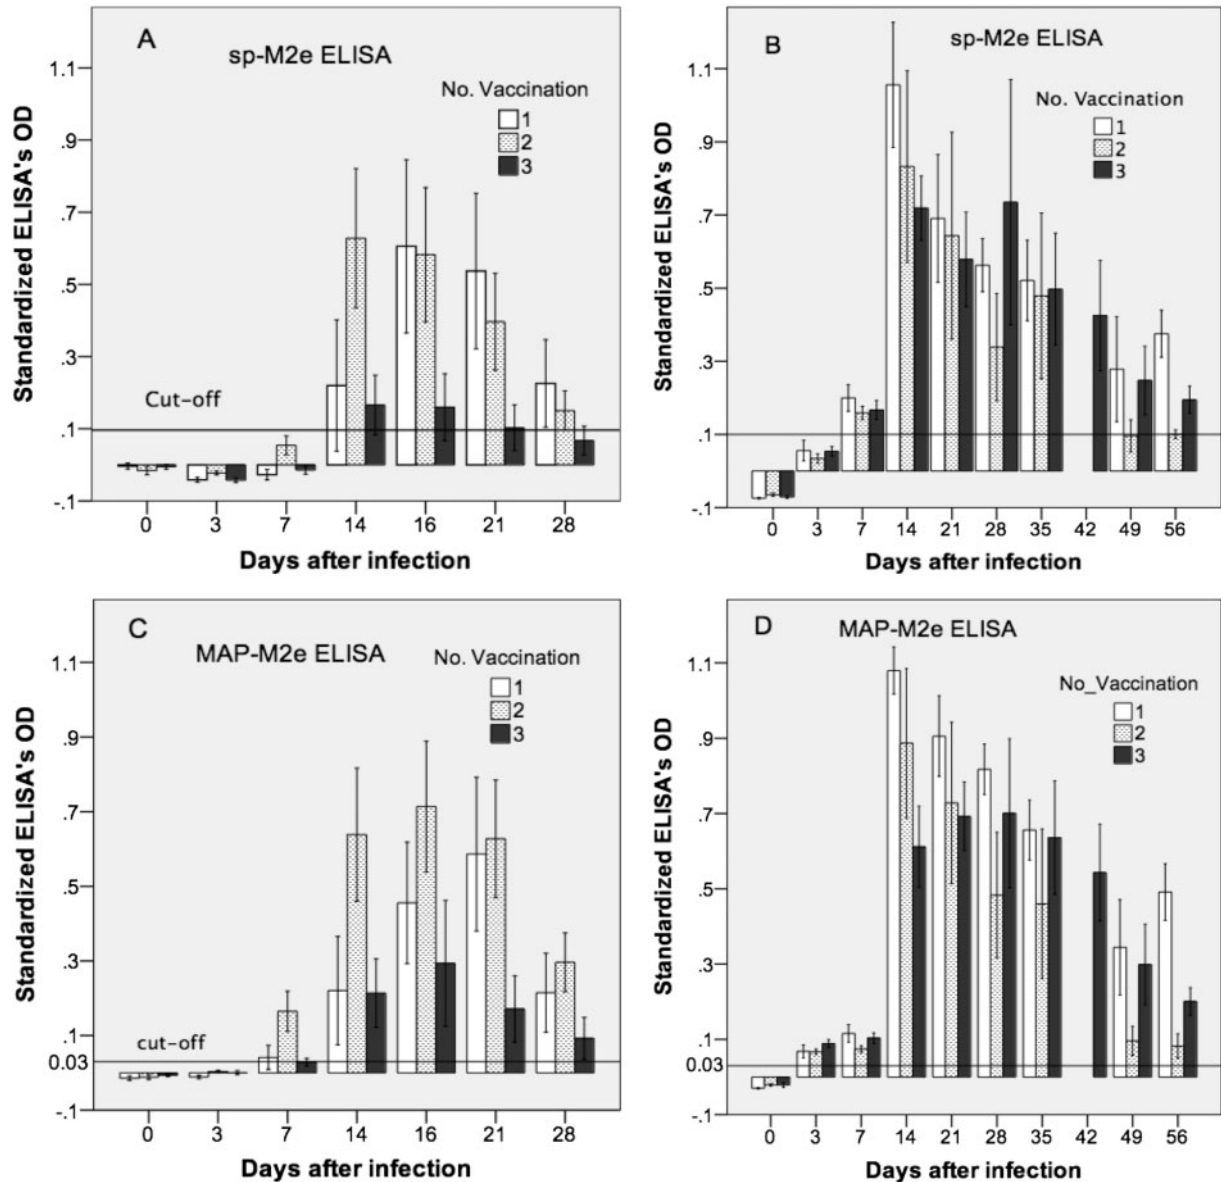 A
sp-M2e ELISA
No. Vaccination
1
2
3
Cut-off
Standardized ELISA's OD
1.1
.9
.7
.5
.3
.1
-.1
0 3 7 14 16 21 28
Days after infection
B
sp-M2e ELISA
No. Vaccination
1
2
3
Standardized ELISA's OD
1.1
.9
.7
.5
.3
.1
-.1
0 3 7 14 21 28 35 42 49 56
Days after infection
C
MAP-M2e ELISA
No. Vaccination
1
2
3
cut-off
Standardized ELISA's OD
1.1
.9
.7
.5
.3
.1
0.03
-.1
0 3 7 14 16 21 28
Days after infection
D
MAP-M2e ELISA
No_Vaccination
1
2
3
Standardized ELISA's OD
1.1
.9
.7
.5
.3
.1
0.03
-.1
0 3 7 14 21 28 35 42 49 56
Days after infection